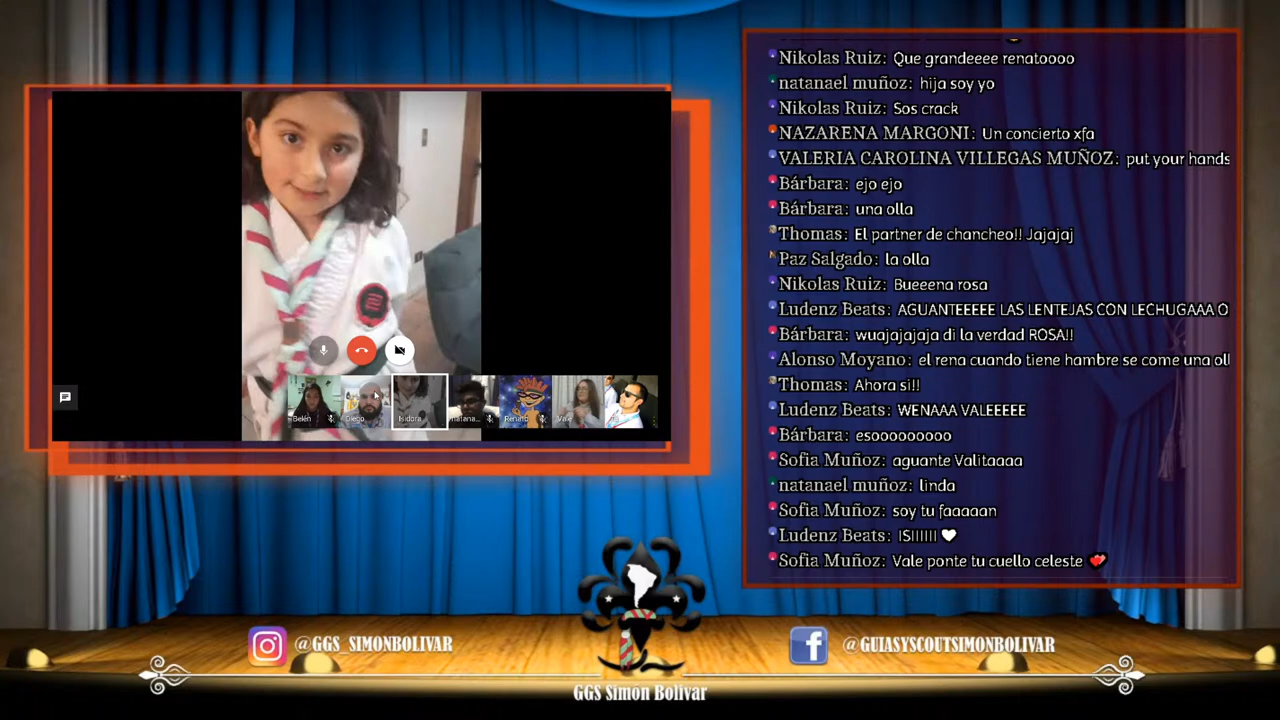 Nikolas Ruiz: Que grandeeee renatoooo
natanael muñoz: hija soy yo
Nikolas Ruiz: Sos crack
NAZARENA MARGONI: Un concierto xfa
VALERIA CAROLINA VILLEGAS MUÑOZ: put your hands
Bárbara: ejo ejo
Bárbara: una olla
Thomas: El partner de chancheo!! Jajajaj
Paz Salgado: la olla
Nikolas Ruiz: Bueeena rosa
Ludenz Beats: AGUANTEEEEE LAS LENTEJAS CON LECHUGAAA O
Bárbara: wuajajajaja di la verdad ROSA!!
Alonso Moyano: el rena cuando tiene hambre se come una oll
Thomas: Ahora si!!
Ludenz Beats: WENAAA VALEEEEE
Bárbara: esooooooooo
Sofia Muñoz: aguante Valitaaaa
natanael muñoz: linda
Sofia Muñoz: soy tu faaaaan
Ludenz Beats: ISIIIIII 🤍
Sofia Muñoz: Vale ponte tu cuello celeste 💕
Belén
Diego
Isidora
natana...
Renato
Vale
@GGS_SIMONBOLIVAR
@GUIASYSCOUTSIMONBOLIVAR
GGS Simon Bolivar